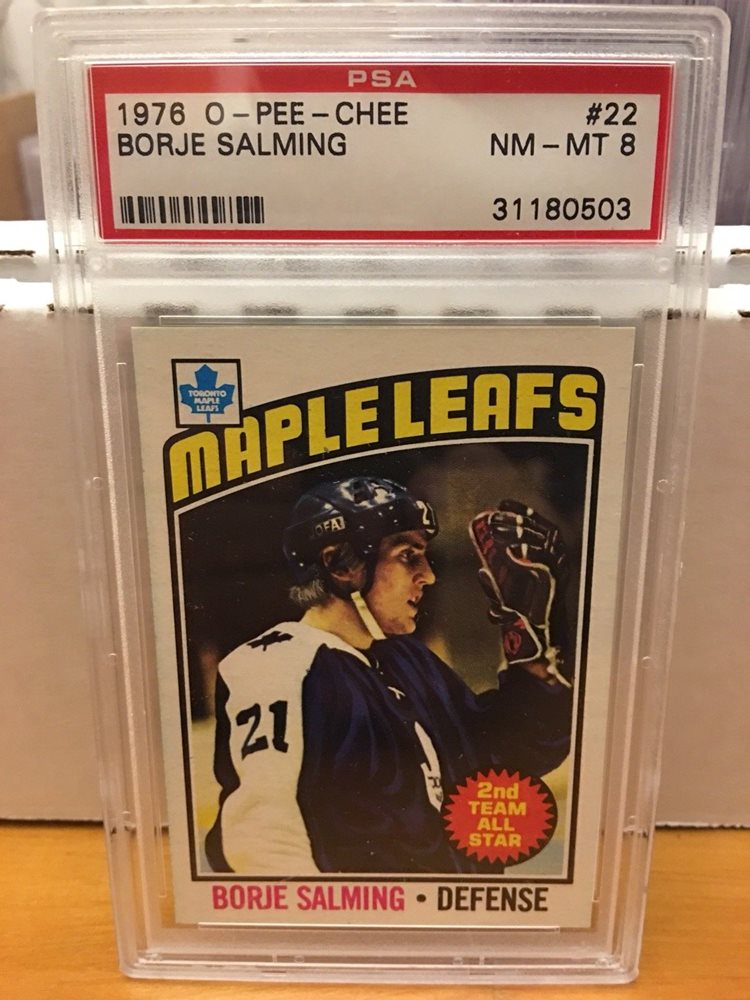 PSA
1976 O-PEE-CHEE #22
BORJE SALMING NM-MT 8
31180503
TORONTO
MAPLE
LEAFS
MAPLE LEAFS
JOFA
21
21
2nd
TEAM
ALL
STAR
BORJE SALMING • DEFENSE